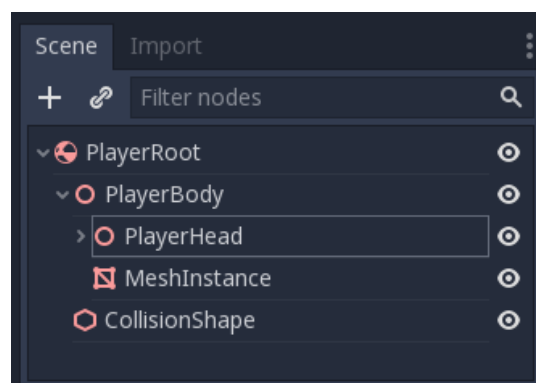 Scene Import
Filter nodes
PlayerRoot
PlayerBody
PlayerHead
MeshInstance
CollisionShape